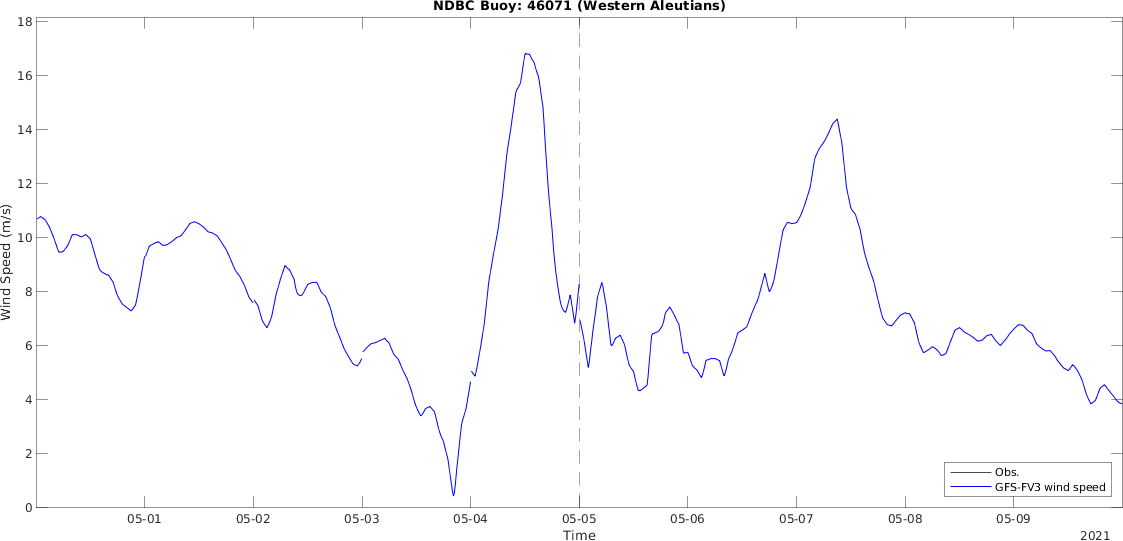 NDBC Buoy: 46071 (Western Aleutians)
18
16
14
12
10
8
6
4
2
0
Wind Speed (m/s)
05-01 05-02 05-03 05-04 05-05 05-06 05-07 05-08 05-09
Time
2021
Obs.
GFS-FV3 wind speed